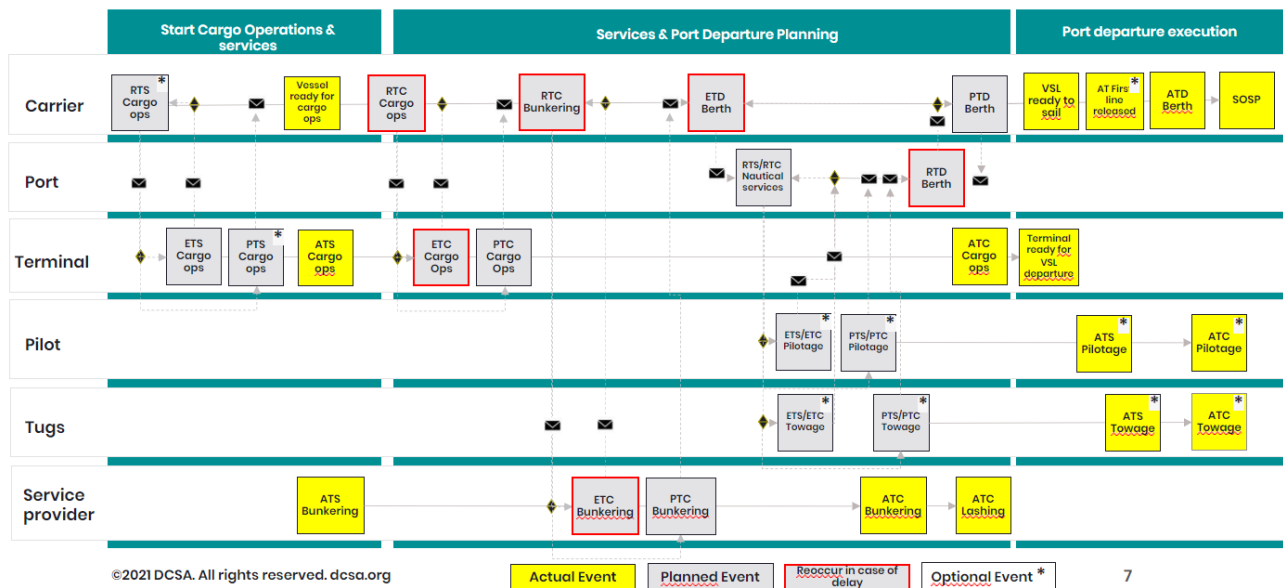 Start Cargo Operations &
services
Services & Port Departure Planning
Port departure execution
Carrier
RTS
Cargo
ops
*
Vessel
ready for
cargo
ops
RTC
Cargo
ops
RTC
Bunkering
ETD
Berth
PTD
Berth
VSL
ready to
sail
AT First
line
released
*
ATD
Berth
SOSP
Port
RTS/RTC
Nautical
services
RTD
Berth
Terminal
ETS
Cargo
ops
PTS
Cargo
ops
*
ATS
Cargo
ops
ETC
Cargo
Ops
PTC
Cargo
Ops
ATC
Cargo
ops
Terminal
ready for
VSL
departure
Pilot
ETS/ETC
Pilotage
*
PTS/PTC
Pilotage
*
ATS
Pilotage
*
ATC
Pilotage
*
Tugs
ETS/ETC
Towage
*
PTS/PTC
Towage
*
ATS
Towage
*
ATC
Towage
*
Service
provider
ATS
Bunkering
ETC
Bunkering
PTC
Bunkering
ATC
Bunkering
ATC
Lashing
©2021 DCSA. All rights reserved. dcsa.org
Actual Event
Planned Event
Reoccur in case of
delay
Optional Event *
7